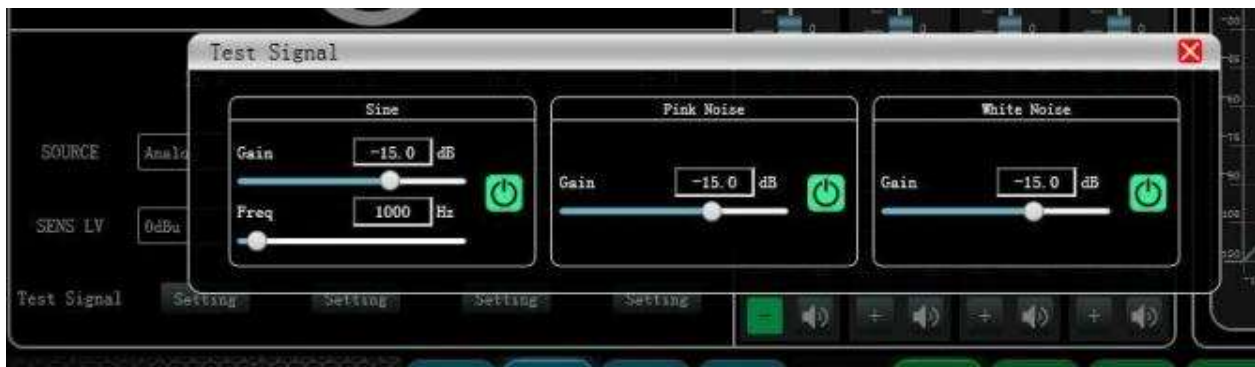 Test Signal
Sine
Pink Noise
White Noise
SOURCE
Analo
Gain -15.0 dB
Gain -15.0 dB
Gain -15.0 dB
Freq 1000 Hz
SENS LV
0dBu
Test Signal Setting Setting Setting Setting
- + + +